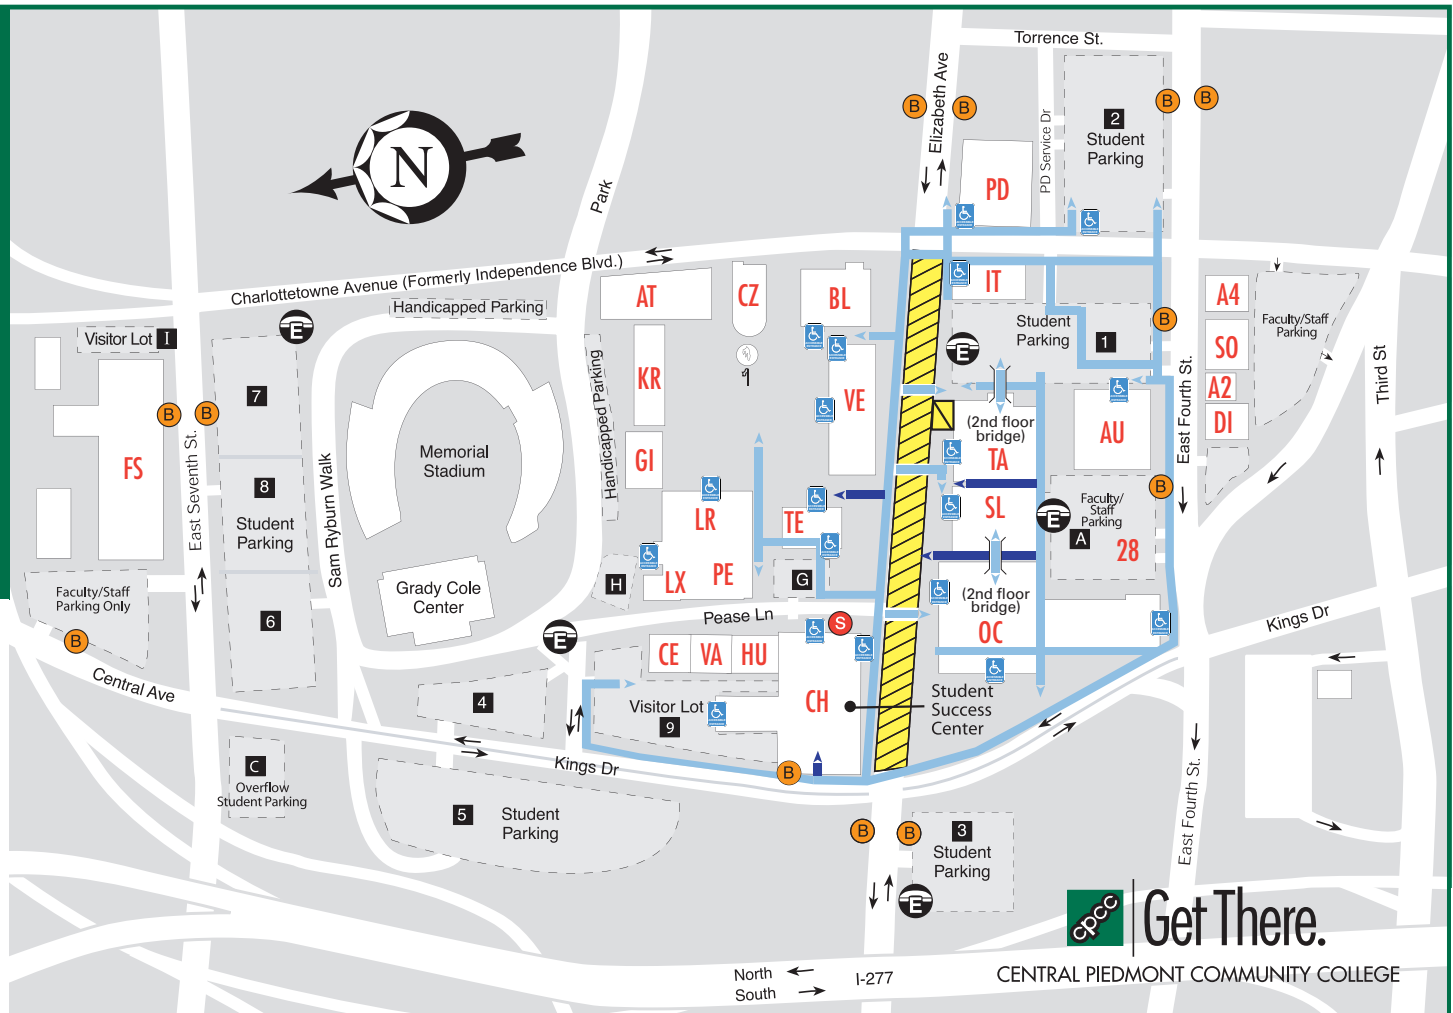 Torrence St.
Elizabeth Ave
B
B
B
B
2
Student
Parking
PD Service Dr
N
PD
Park
Charlottetowne Avenue (Formerly Independence Blvd.)
AT
CZ
BL
IT
A4
Faculty/Staff
Parking
Handicapped Parking
Visitor Lot I
E
E
Student
Parking
1
B
SO
Third St
7
KR
VE
A2
East Fourth St.
B
B
DI
(2nd floor
bridge)
AU
TA
FS
Memorial
Stadium
Handicapped Parking
GI
8
Student
Parking
East Seventh St.
Sam Ryburn Walk
LR
TE
SL
E
Faculty/
Staff
Parking
A
28
B
LX
PE
G
H
Faculty/Staff
Parking Only
Grady Cole
Center
(2nd floor
bridge)
6
B
Pease Ln
S
OC
Kings Dr
E
CE
VA
HU
Central Ave
4
Visitor Lot
9
CH
Student
Success
Center
C
Overflow
Student Parking
Kings Dr
B
5
Student
Parking
B
B
3
Student
Parking
East Fourth St.
E
cpcc
Get There.
CENTRAL PIEDMONT COMMUNITY COLLEGE
North
South
I-277